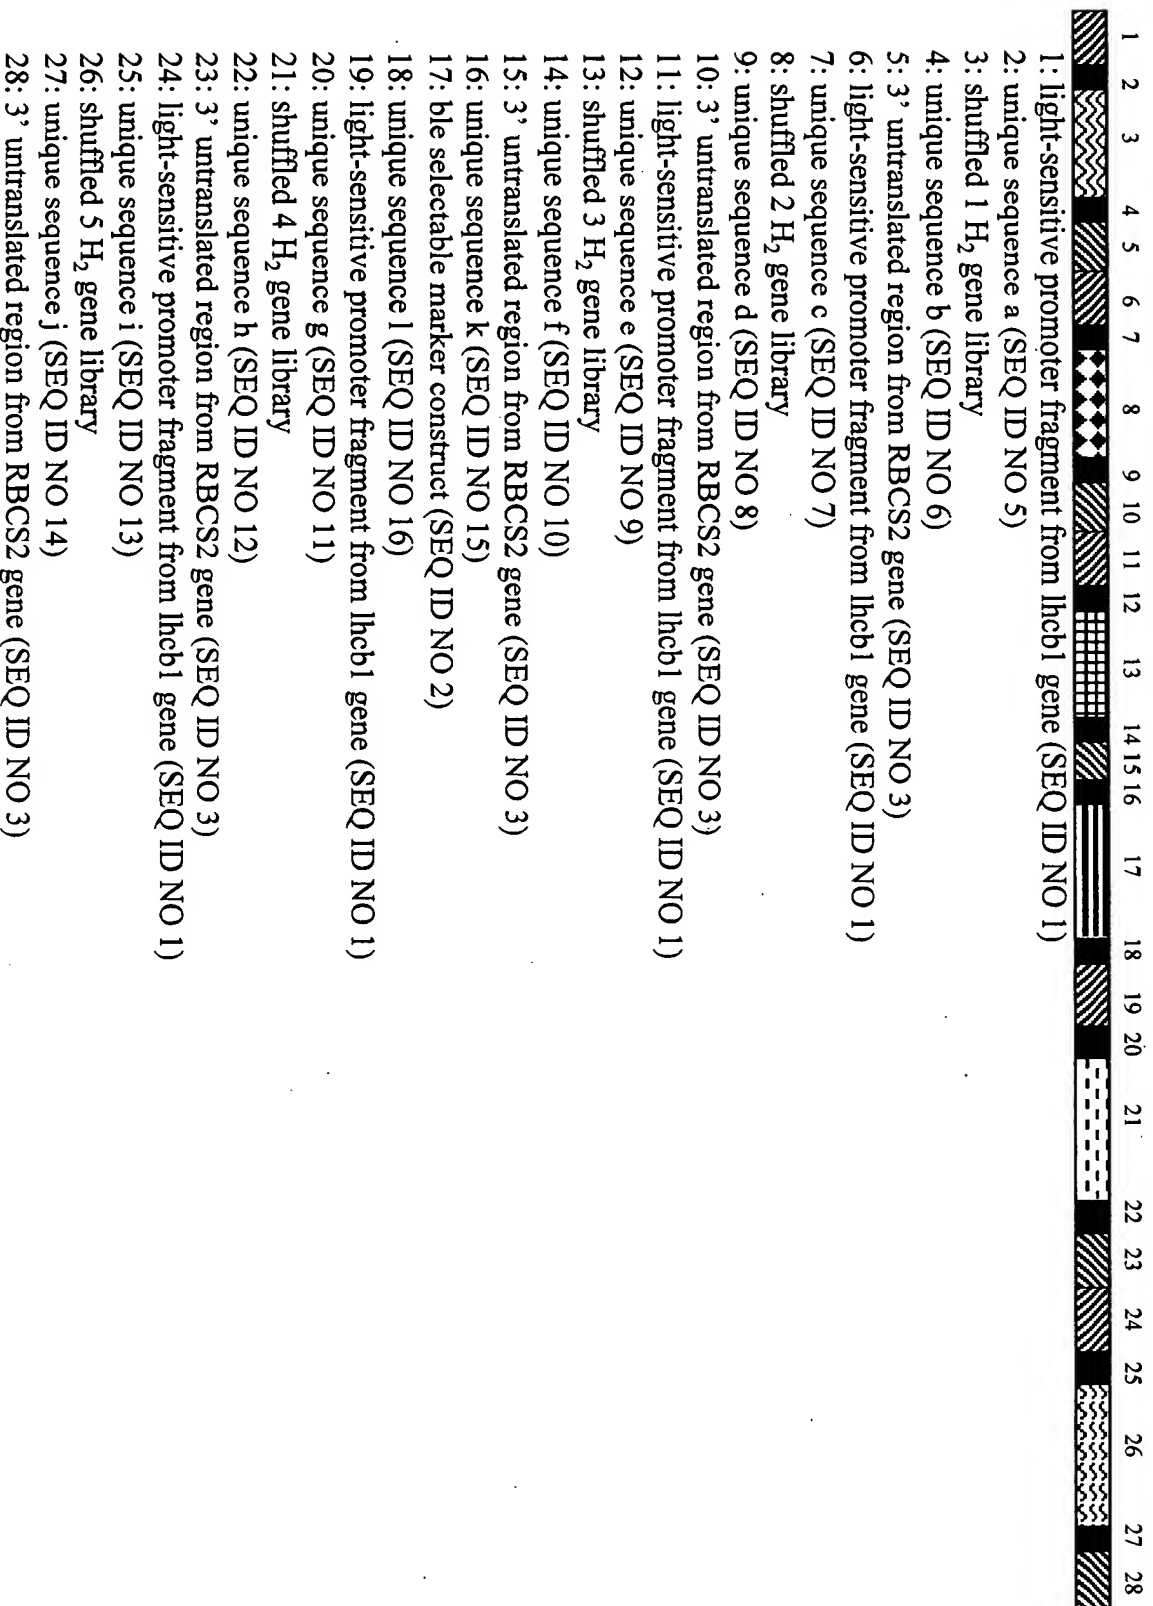 1 2 3 4 5 6 7 8 9 10 11 12 13 14 15 16 17 18 19 20 21 22 23 24 25 26 27 28
1: light-sensitive promoter fragment from lhcb1 gene (SEQ ID NO 1)
2: unique sequence a (SEQ ID NO 5)
3: shuffled 1 H₂ gene library
4: unique sequence b (SEQ ID NO 6)
5: 3’ untranslated region from RBCS2 gene (SEQ ID NO 3)
6: light-sensitive promoter fragment from lhcb1 gene (SEQ ID NO 1)
7: unique sequence c (SEQ ID NO 7)
8: shuffled 2 H₂ gene library
9: unique sequence d (SEQ ID NO 8)
10: 3’ untranslated region from RBCS2 gene (SEQ ID NO 3)
11: light-sensitive promoter fragment from lhcb1 gene (SEQ ID NO 1)
12: unique sequence e (SEQ ID NO 9)
13: shuffled 3 H₂ gene library
14: unique sequence f (SEQ ID NO 10)
15: 3’ untranslated region from RBCS2 gene (SEQ ID NO 3)
16: unique sequence k (SEQ ID NO 15)
17: ble selectable marker construct (SEQ ID NO 2)
18: unique sequence l (SEQ ID NO 16)
19: light-sensitive promoter fragment from lhcb1 gene (SEQ ID NO 1)
20: unique sequence g (SEQ ID NO 11)
21: shuffled 4 H₂ gene library
22: unique sequence h (SEQ ID NO 12)
23: 3’ untranslated region from RBCS2 gene (SEQ ID NO 3)
24: light-sensitive promoter fragment from lhcb1 gene (SEQ ID NO 1)
25: unique sequence i (SEQ ID NO 13)
26: shuffled 5 H₂ gene library
27: unique sequence j (SEQ ID NO 14)
28: 3’ untranslated region from RBCS2 gene (SEQ ID NO 3)